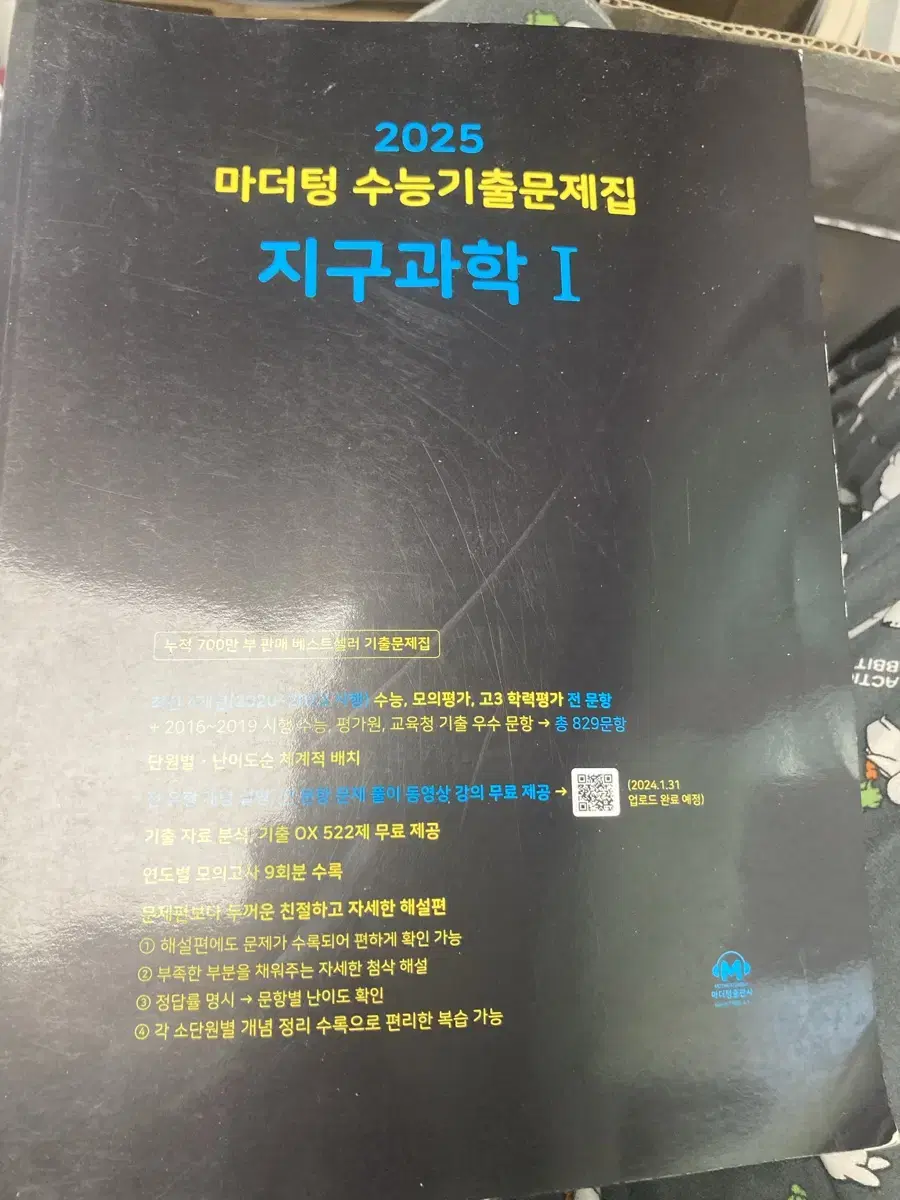 2025
마더텅 수능기출문제집
지구과학 I
누적 700만 부 판매 베스트셀러 기출문제집
수능, 모의평가, 고3 학력평가 전 문항
+ 2016~2019 시행 수능, 평가원, 교육청 기출 우수 문항 → 총 829문항
단원별 · 난이도순 체계적 배치
문제 풀이 동영상 강의 무료 제공 →
(2024.1.31
업로드 완료 예정)
기출 자료 분석, 기출 OX 522제 무료 제공
연도별 모의고사 9회분 수록
문제편보다 두꺼운 친절하고 자세한 해설편
① 해설편에도 문제가 수록되어 편하게 확인 가능
② 부족한 부분을 채워주는 자세한 첨삭 해설
③ 정답률 명시 → 문항별 난이도 확인
④ 각 소단원별 개념 정리 수록으로 편리한 복습 가능
마더텅출판사